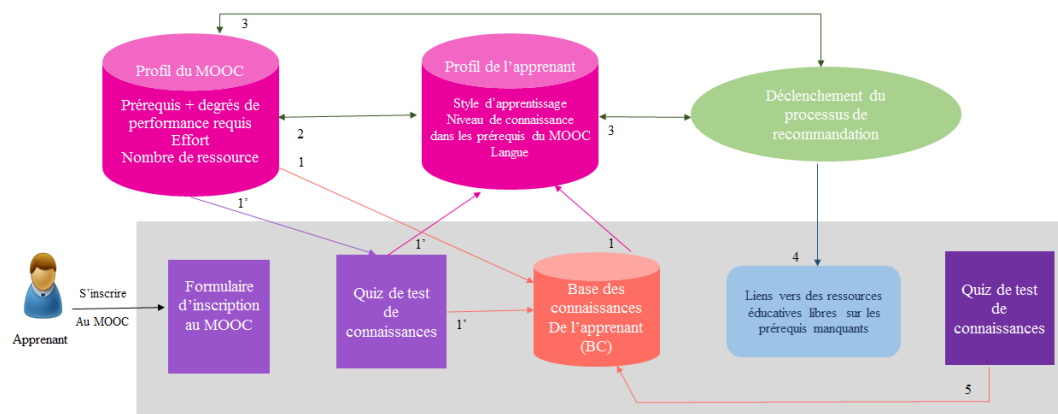 3
Profil du MOOC
Prérequis + degrés de
performance requis
Effort
Nombre de ressource
2
1
1’
Profil de l’apprenant
Style d’apprentissage
Niveau de connaissance
dans les prérequis du MOOC
Langue
3
Déclenchement du
processus de
recommandation
1’
1
4
S’inscrire
Au MOOC
Apprenant
Formulaire
d’inscription
au MOOC
Quiz de test
de
connaissances
1’
Base des
connaissances
De l’apprenant
(BC)
Liens vers des ressources
éducatives libres sur les
prérequis manquants
Quiz de test
de
connaissances
5